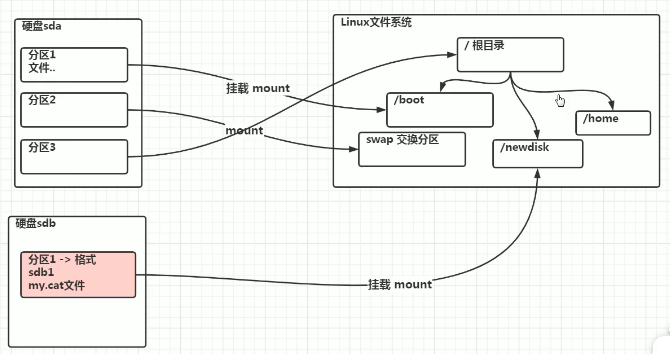 硬盘sda
分区1
文件..
分区2
分区3
挂载 mount
mount
Linux文件系统
/ 根目录
/boot
swap 交换分区
/home
/newdisk
硬盘sdb
分区1 -> 格式
sdb1
my.cat文件
挂载 mount